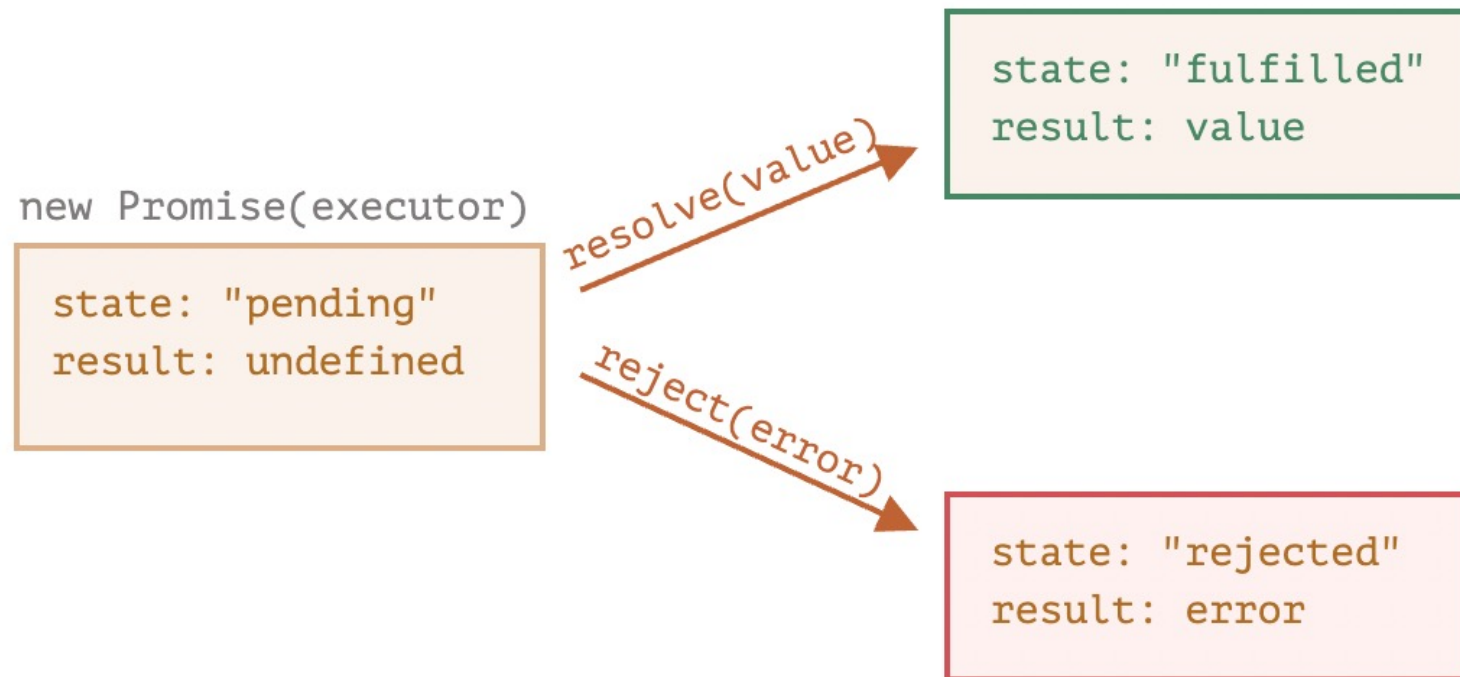 new Promise(executor)
state: "pending"
result: undefined
resolve(value)
state: "fulfilled"
result: value
reject(error)
state: "rejected"
result: error